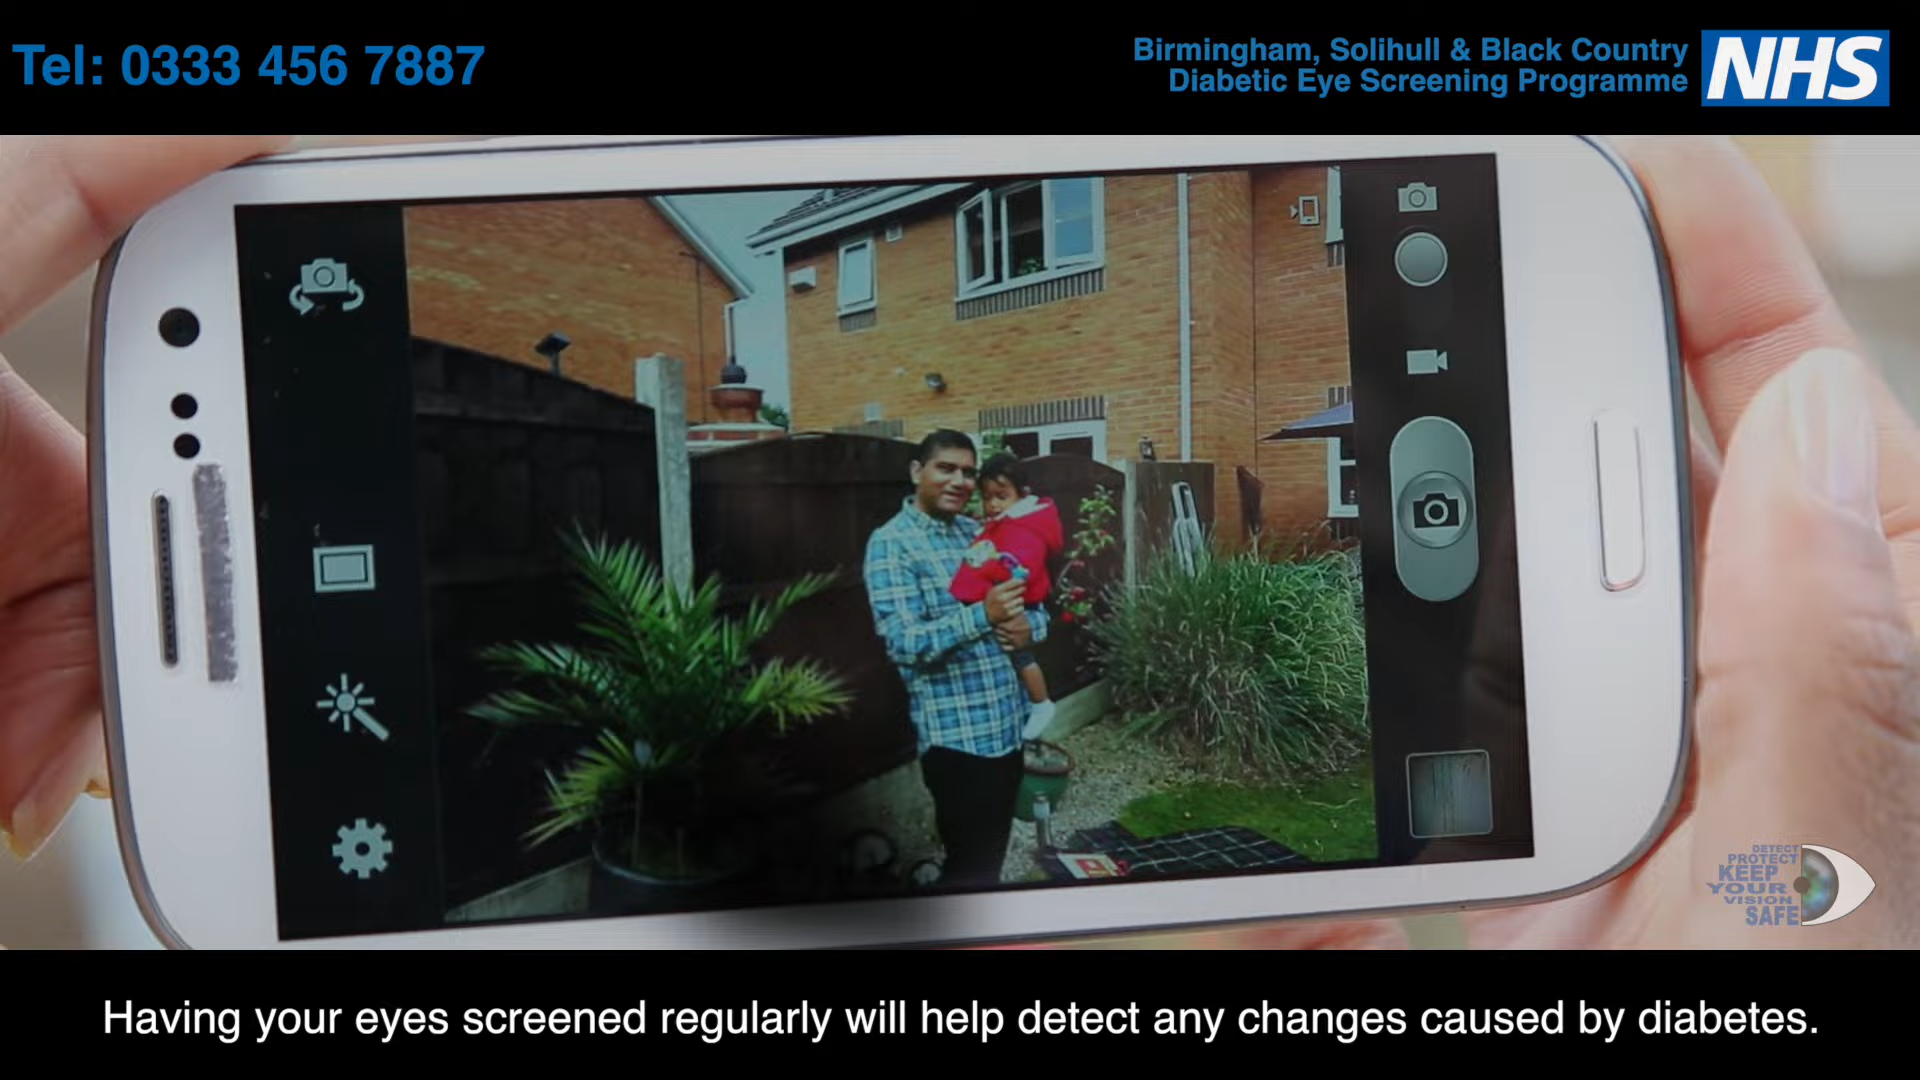 Tel: 0333 456 7887
Birmingham, Solihull & Black Country
Diabetic Eye Screening Programme
NHS
DETECT
PROTECT
KEEP
YOUR
VISION
SAFE
Having your eyes screened regularly will help detect any changes caused by diabetes.